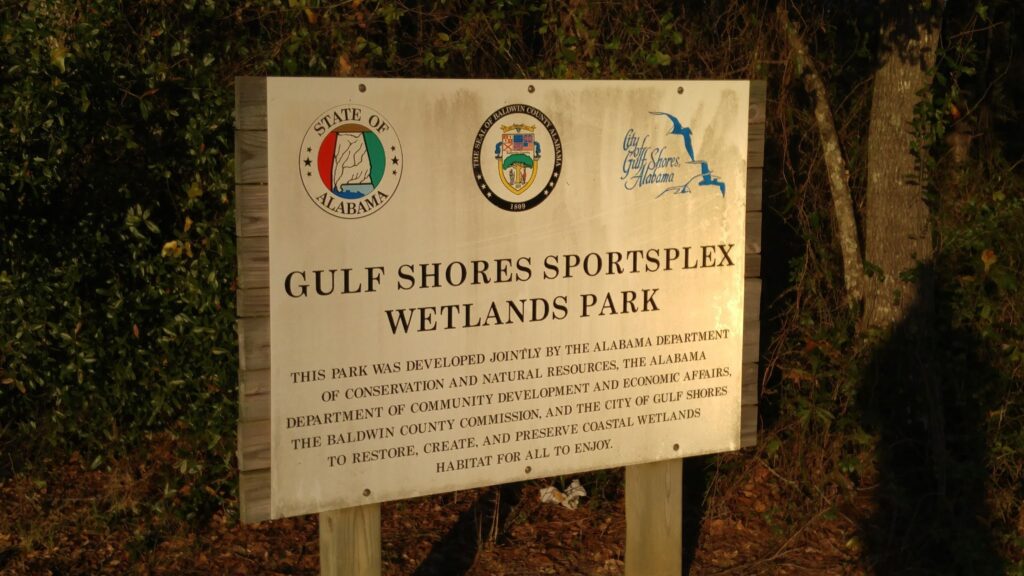 STATE OF
ALABAMA
THE SEAL OF BALDWIN COUNTY ALABAMA
1809
City
of
Gulf Shores,
Alabama
GULF SHORES SPORTSPLEX
WETLANDS PARK
THIS PARK WAS DEVELOPED JOINTLY BY THE ALABAMA DEPARTMENT
OF CONSERVATION AND NATURAL RESOURCES, THE ALABAMA
DEPARTMENT OF COMMUNITY DEVELOPMENT AND ECONOMIC AFFAIRS,
THE BALDWIN COUNTY COMMISSION, AND THE CITY OF GULF SHORES
TO RESTORE, CREATE, AND PRESERVE COASTAL WETLANDS
HABITAT FOR ALL TO ENJOY.